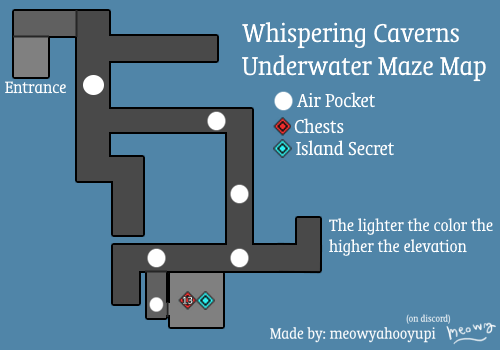 Whispering Caverns
Underwater Maze Map
Entrance
Air Pocket
Chests
Island Secret
The lighter the color the
higher the elevation
13
(on discord)
Made by: meowyahooyupi
meowy